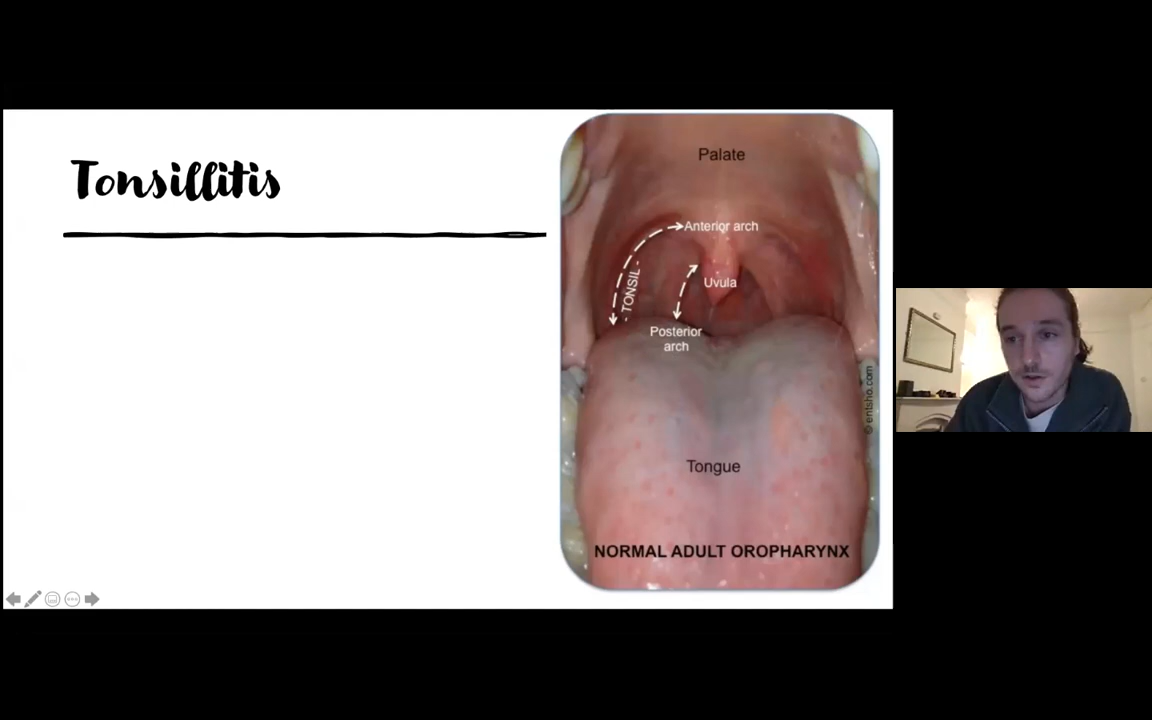 Tonsillitis
Palate
Anterior arch
- TONSIL -
Uvula
Posterior
arch
Tongue
© entsho.com
NORMAL ADULT OROPHARYNX